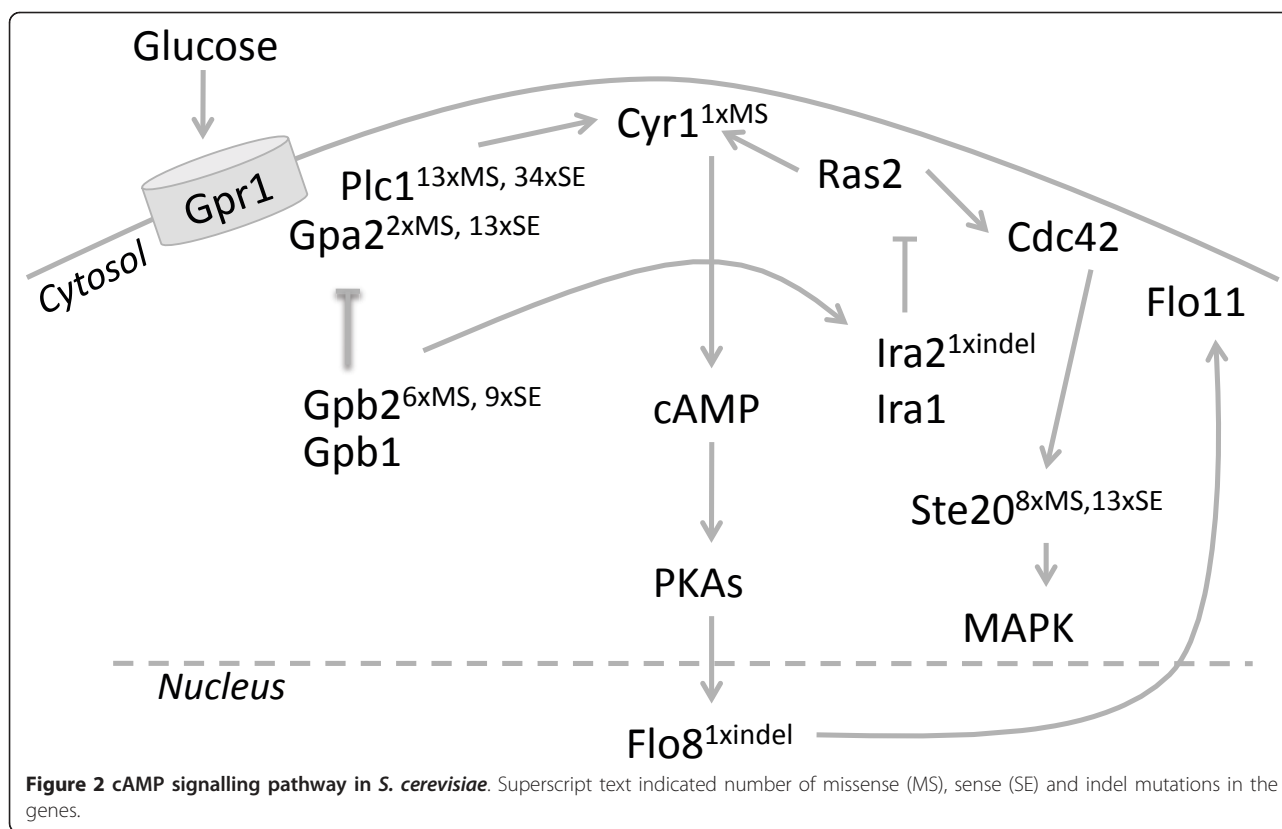 Glucose
Gpr1
Cytosol
Plc1 13xMS, 34xSE
Gpa2 2xMS, 13xSE
Cyr1 1xMS
Ras2
Cdc42
Flo11
Gpb2 6xMS, 9xSE
Gpb1
cAMP
Ira2 1xindel
Ira1
Ste20 8xMS,13xSE
PKAs
MAPK
Nucleus
Flo8 1xindel
Figure 2 cAMP signalling pathway in S. cerevisiae. Superscript text indicated number of missense (MS), sense (SE) and indel mutations in the
genes.